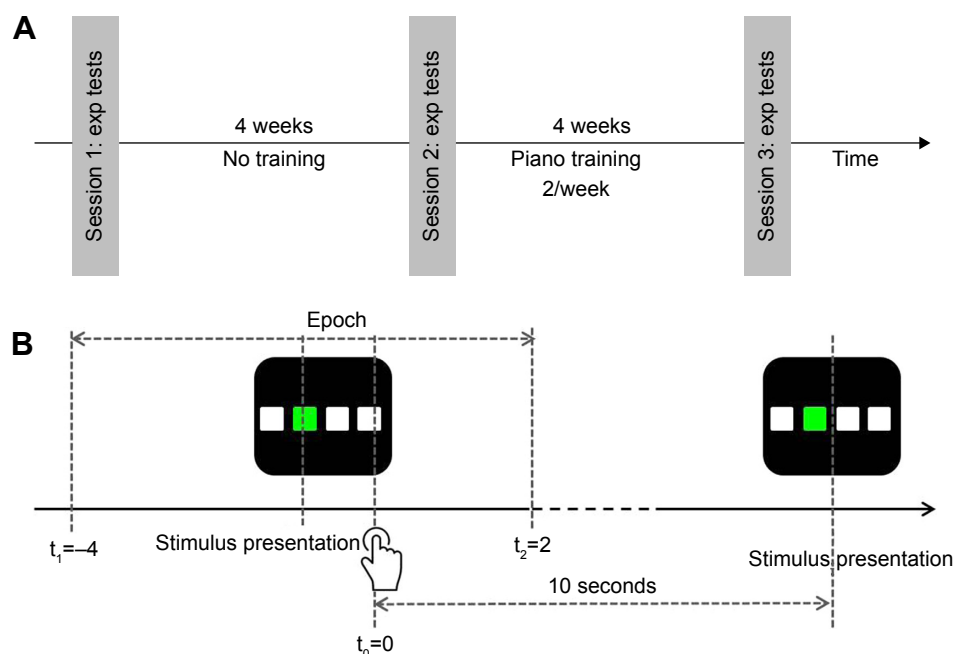 A
Session 1: exp tests
4 weeks
No training
Session 2: exp tests
4 weeks
Piano training
2/week
Session 3: exp tests
Time
B
Epoch
t₁=–4
Stimulus presentation
t₂=2
Stimulus presentation
10 seconds
t₀=0